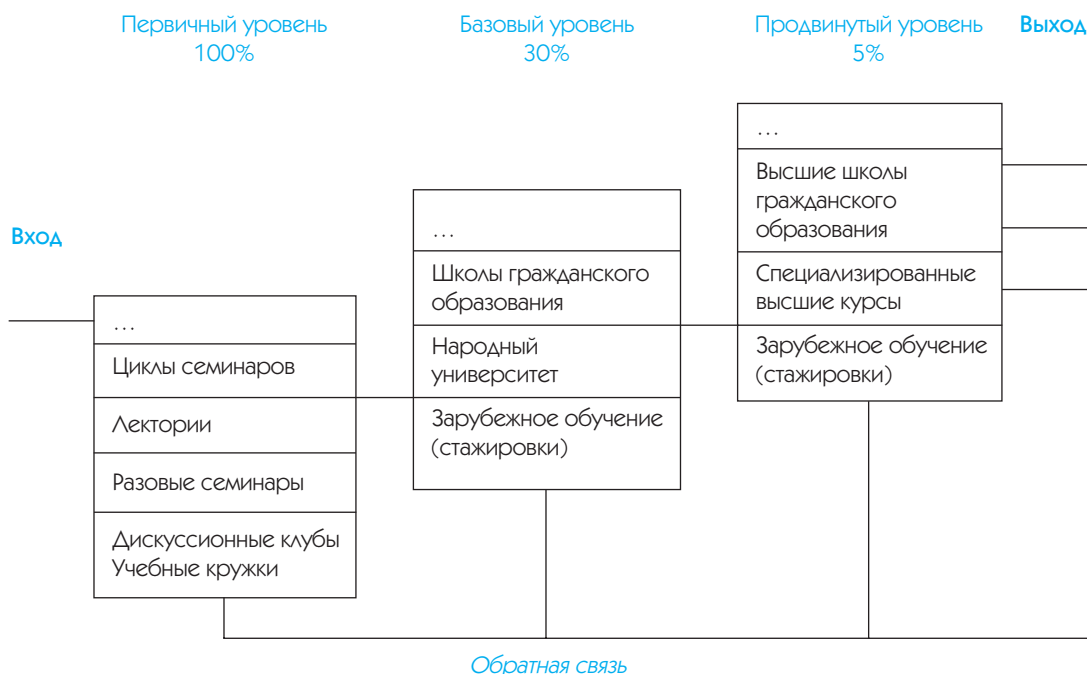 Первичный уровень
100%
Базовый уровень
30%
Продвинутый уровень
5%
Выход
Вход
…
Циклы семинаров
Лектории
Разовые семинары
Дискуссионные клубы
Учебные кружки
…
Школы гражданского
образования
Народный
университет
Зарубежное обучение
(стажировки)
…
Высшие школы
гражданского
образования
Специализированные
высшие курсы
Зарубежное обучение
(стажировки)
Обратная связь